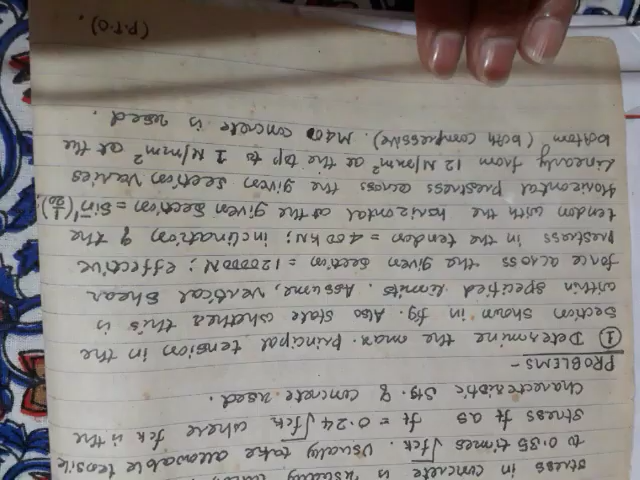 stress in concrete is usually
to 0.35 times √fck. Usually take allowable tensile
stress ft as ft = 0.24 √fck where fck is the
characteristic stg. of concrete used.
PROBLEMS -
① Determine the max. principal tension in the
section shown in fig. Also state whether this is
within specified limits. Assume, vertical shear
force across the given section = 120000N; effective
prestress in the tendon = 400 kN; inclination of the
tendon with the horizontal at the given section = sin⁻¹(1/20).
Horizontal prestress across the given section varies
linearly from 12 N/mm² at the top to 1 N/mm² at the
bottom (both compressive). M40 concrete is used.
(P.T.O).